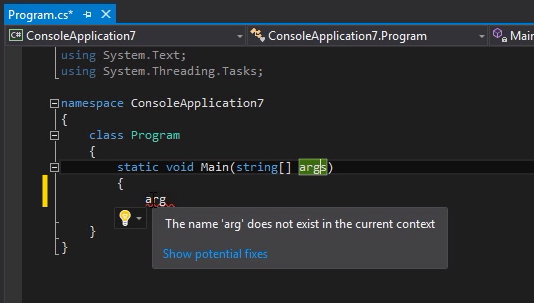 Program.cs*
C# ConsoleApplication7 ConsoleApplication7.Program Main
using System.Text;
using System.Threading.Tasks;
namespace ConsoleApplication7
{
class Program
{
static void Main(string[] args)
{
arg
The name 'arg' does not exist in the current context
Show potential fixes
}
}